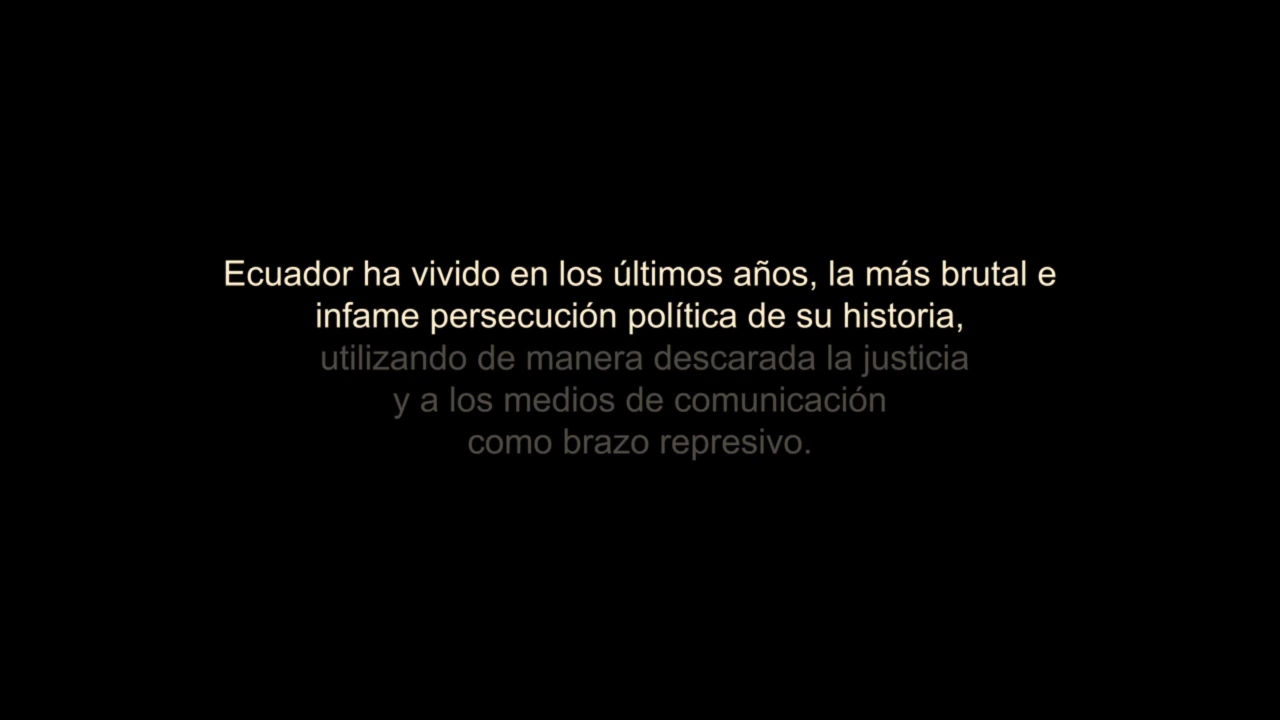 Ecuador ha vivido en los últimos años, la más brutal e
infame persecución política de su historia,
utilizando de manera descarada la justicia
y a los medios de comunicación
como brazo represivo.